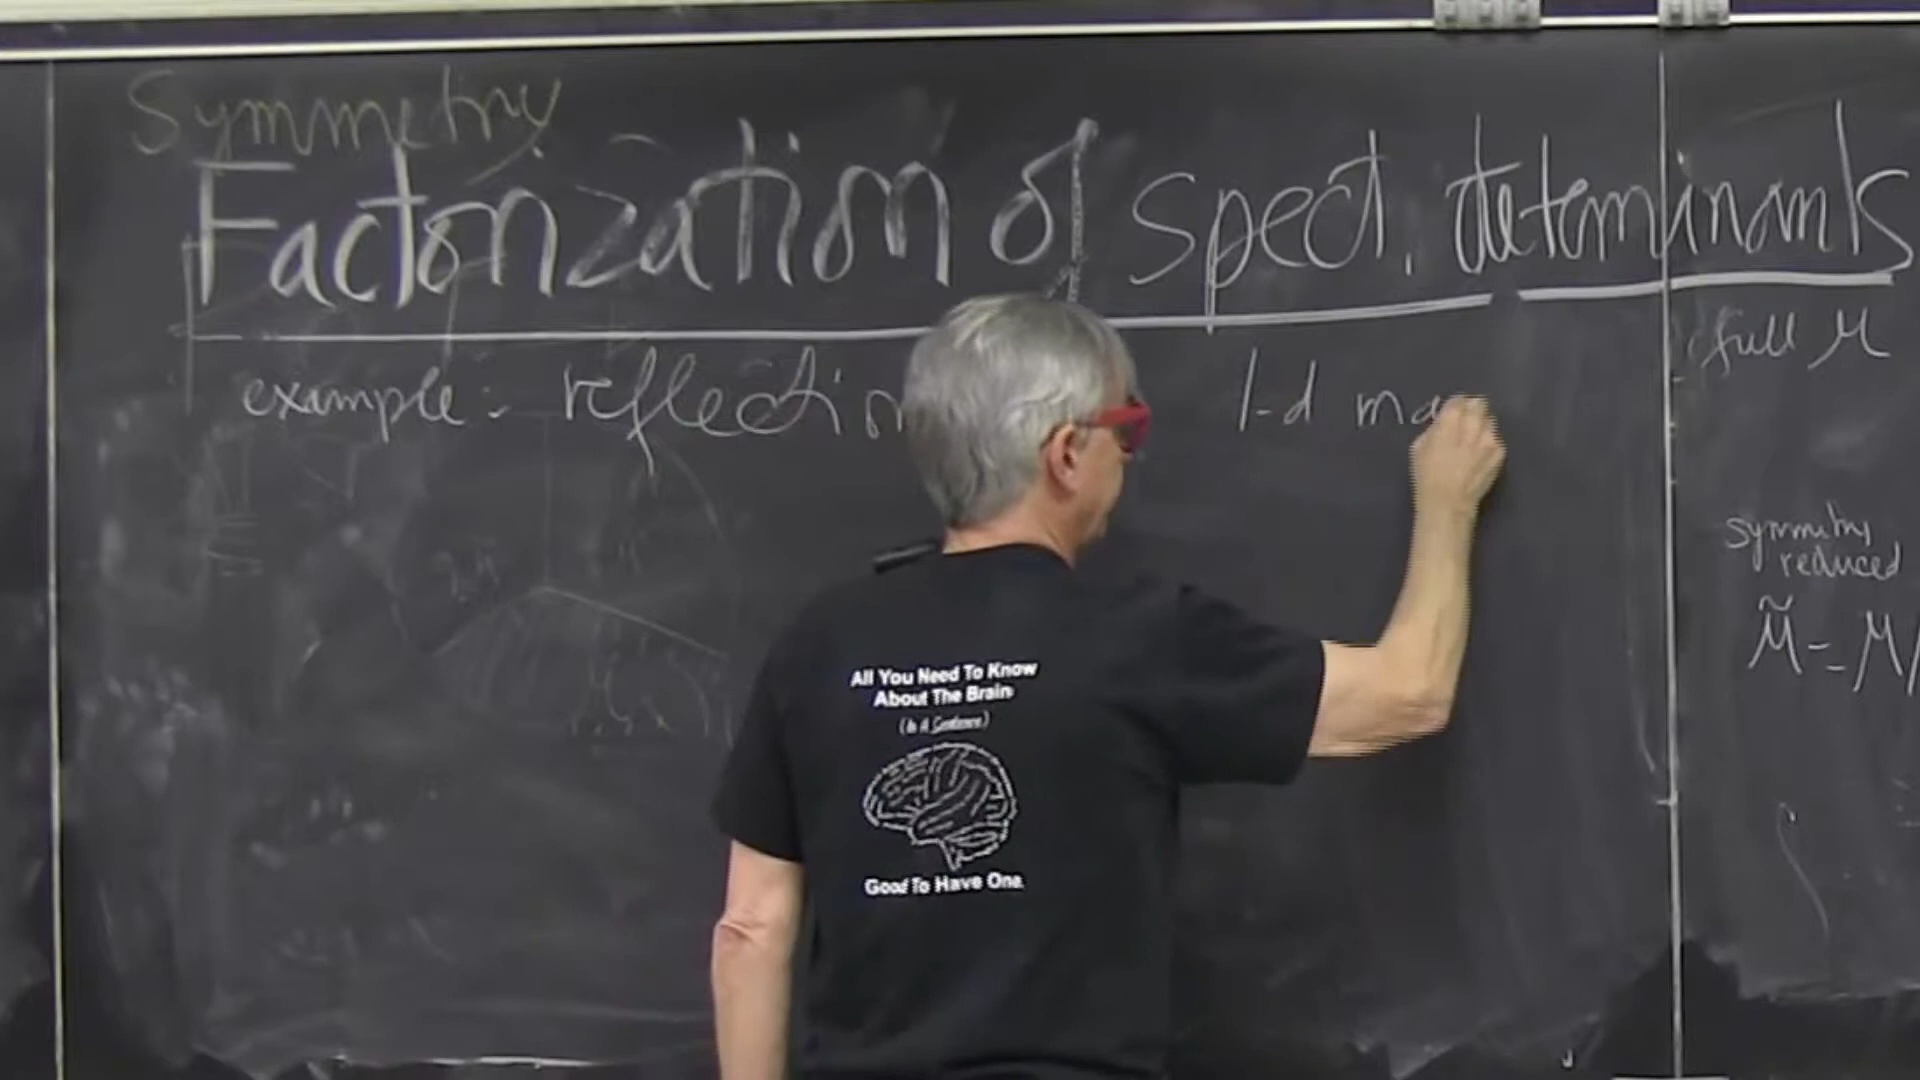 Symmetry
Factorization of spect. determinants
example: reflection 1-d ma
full M
symmetry
reduced
M̃ = M/
All You Need To Know
About The Brain
(In A Sentence)
Good To Have One.